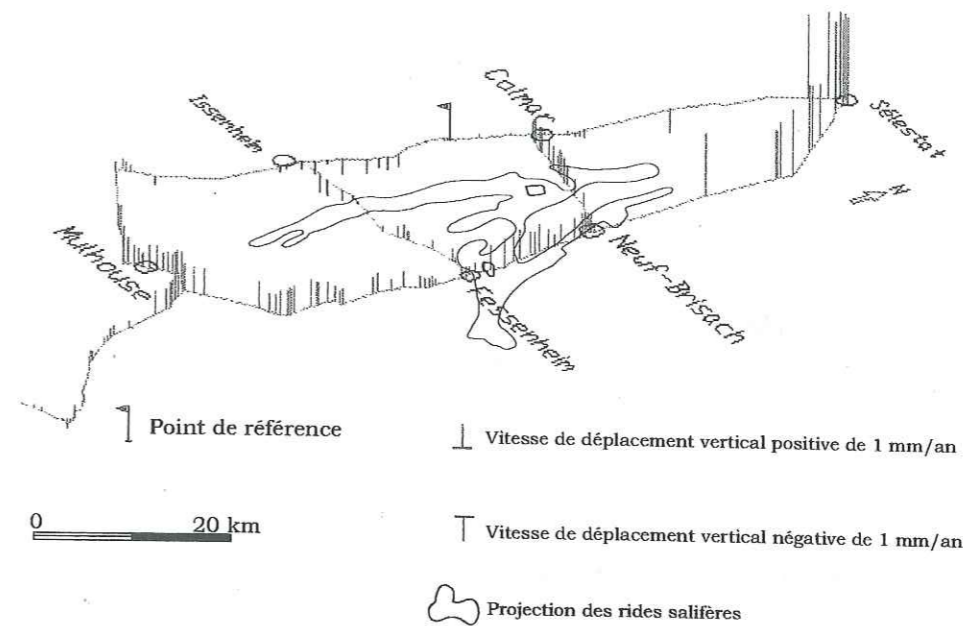 Issenheim
Colmar
Sélestat
N
Mulhouse
Fessenheim
Neuf-Brisach
Point de référence
Vitesse de déplacement vertical positive de 1 mm/an
0 20 km
Vitesse de déplacement vertical négative de 1 mm/an
Projection des rides salifères